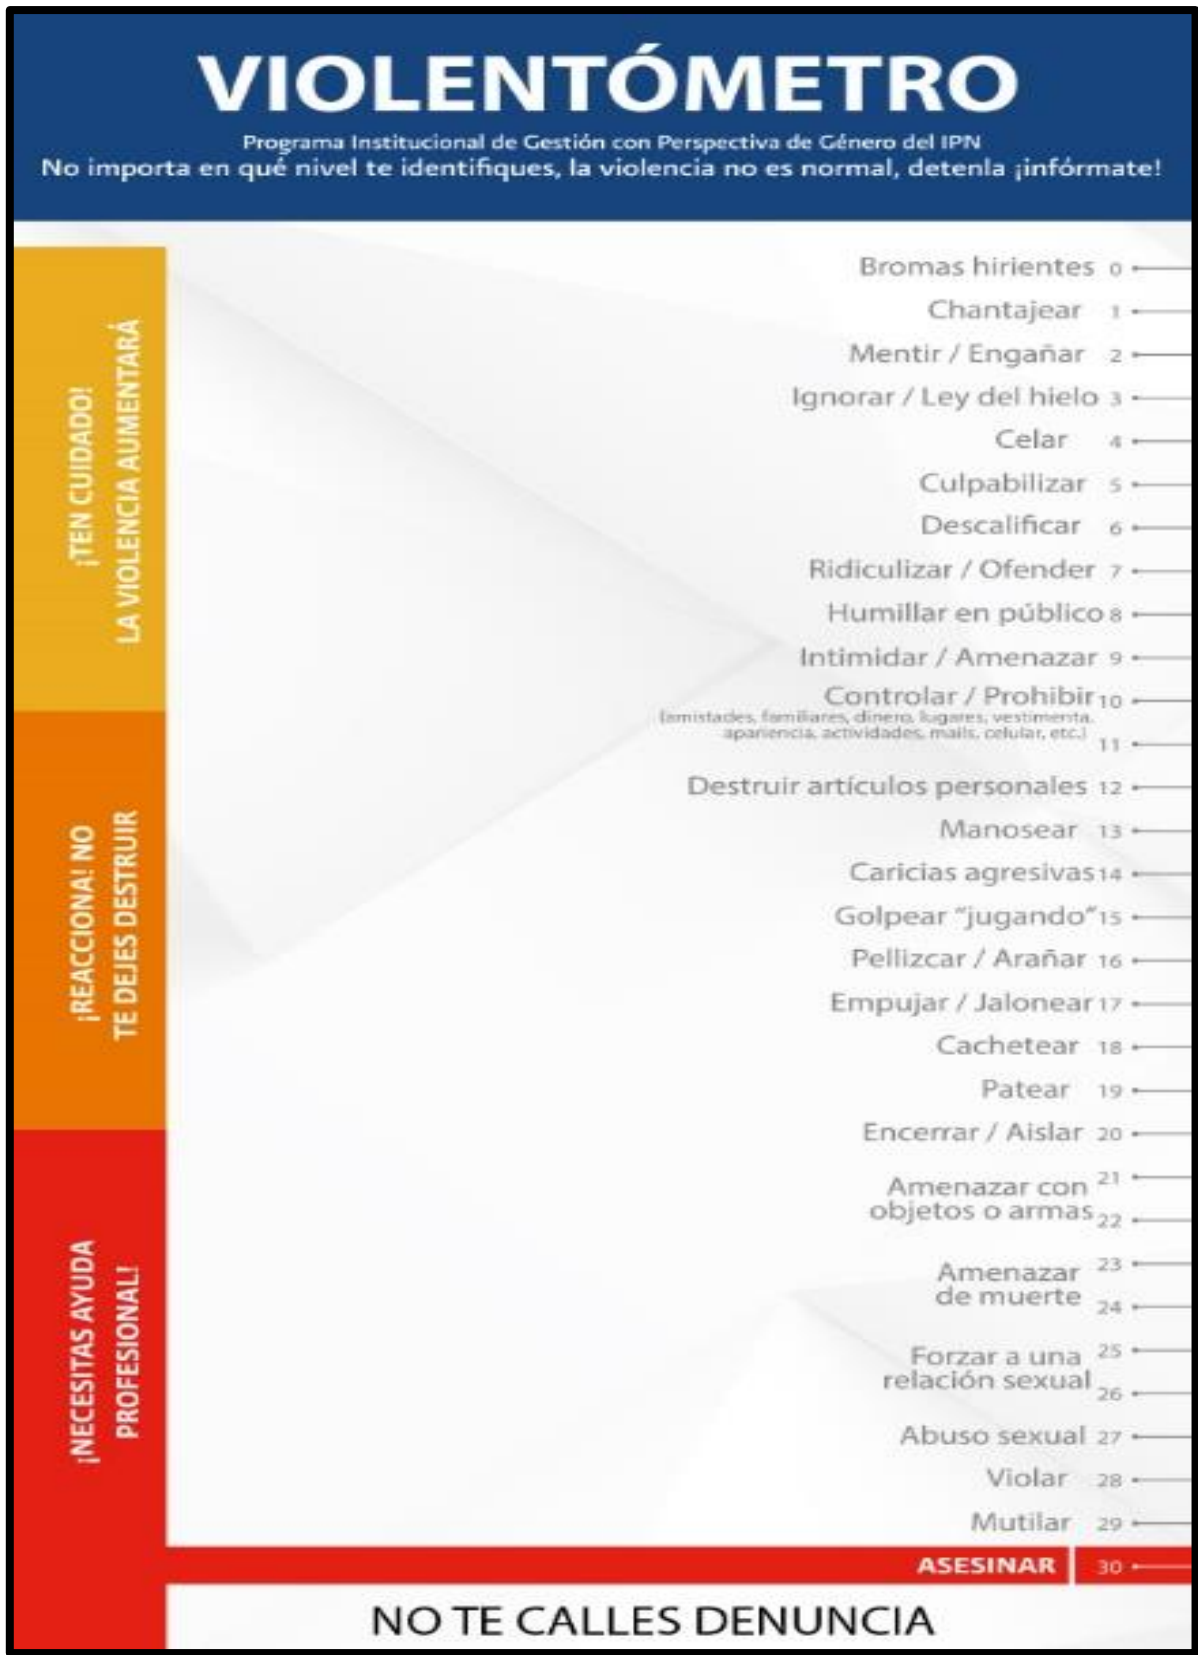 VIOLENTÓMETRO
Programa Institucional de Gestión con Perspectiva de Género del IPN
No importa en qué nivel te identifiques, la violencia no es normal, detenla ¡infórmate!
¡TEN CUIDADO!
LA VIOLENCIA AUMENTARÁ
Bromas hirientes 0
Chantajear 1
Mentir / Engañar 2
Ignorar / Ley del hielo 3
Celar 4
Culpabilizar 5
Descalificar 6
Ridiculizar / Ofender 7
Humillar en público 8
Intimidar / Amenazar 9
Controlar / Prohibir 10
(amistades, familiares, dinero, lugares, vestimenta,
apariencia, actividades, mails, celular, etc.)
11
¡REACCIONA! NO
TE DEJES DESTRUIR
Destruir artículos personales 12
Manosear 13
Caricias agresivas 14
Golpear "jugando" 15
Pellizcar / Arañar 16
Empujar / Jalonear 17
Cachetear 18
Patear 19
Encerrar / Aislar 20
¡NECESITAS AYUDA
PROFESIONAL!
21
Amenazar con
objetos o armas 22
Amenazar 23
de muerte 24
Forzar a una 25
relación sexual 26
Abuso sexual 27
Violar 28
Mutilar 29
ASESINAR 30
NO TE CALLES DENUNCIA